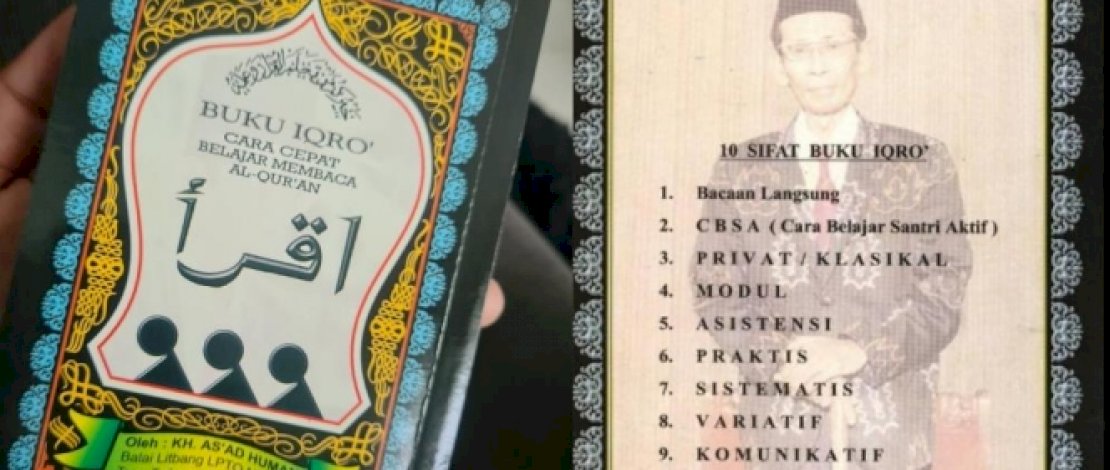 BUKU IQRO'
CARA CEPAT
BELAJAR MEMBACA
AL-QUR'AN
اقرأ
Oleh : KH. AS'AD
Balai Litbang LPTQ
10 SIFAT BUKU IQRO'
1. Bacaan Langsung
2. CBSA ( Cara Belajar Santri Aktif )
3. PRIVAT / KLASIKAL
4. MODUL
5. ASISTENSI
6. PRAKTIS
7. SISTEMATIS
8. VARIATIF
9. KOMUNIKATIF